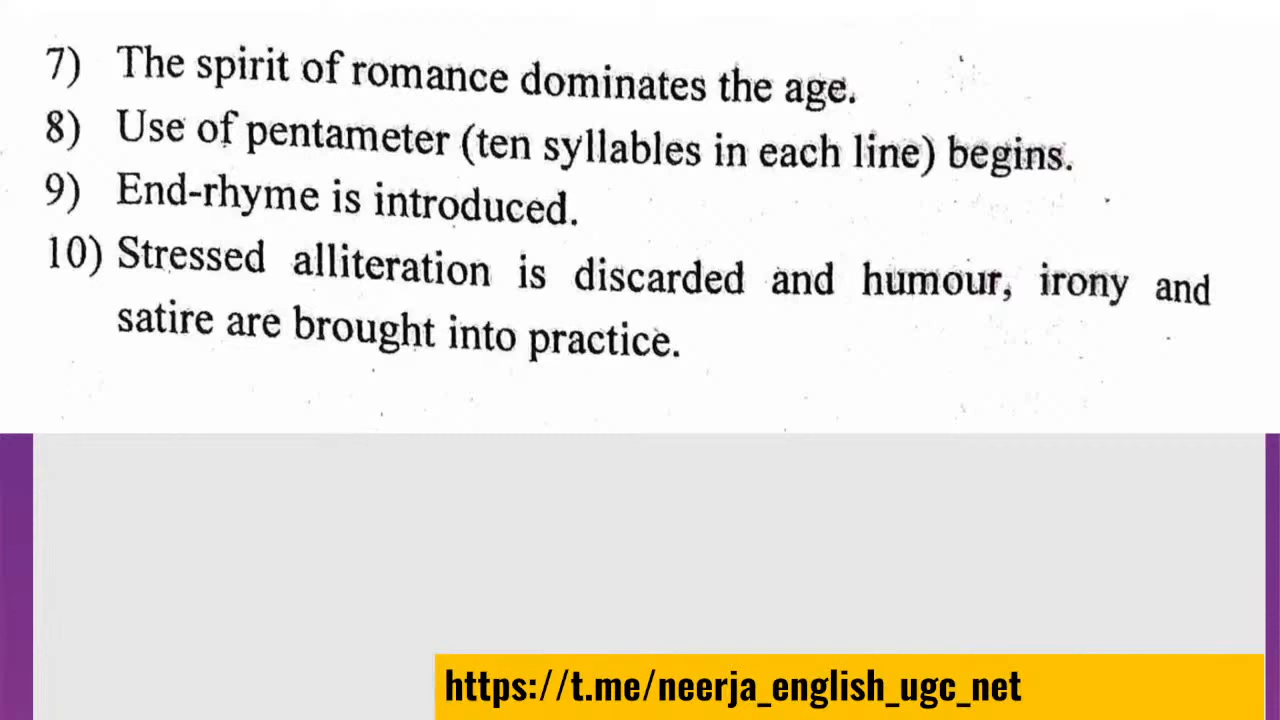 7) The spirit of romance dominates the age.
8) Use of pentameter (ten syllables in each line) begins.
9) End-rhyme is introduced.
10) Stressed alliteration is discarded and humour, irony and
satire are brought into practice.
https://t.me/neerja_english_ugc_net